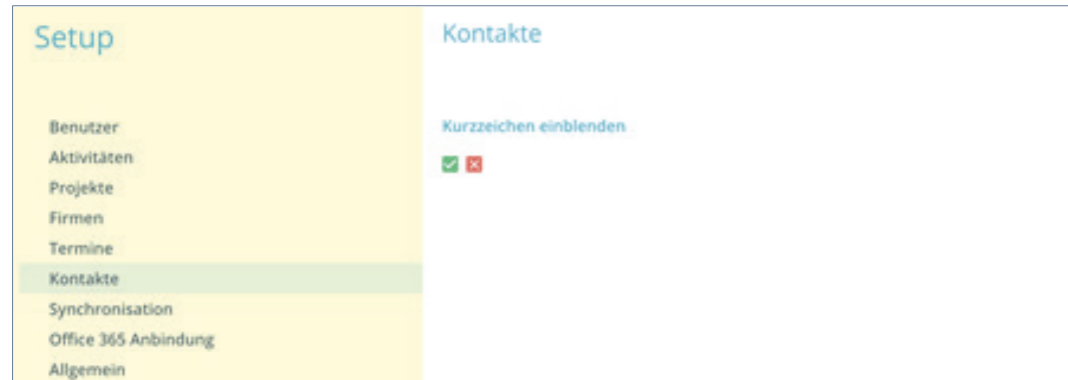 Setup
Benutzer
Aktivitäten
Projekte
Firmen
Termine
Kontakte
Synchronisation
Office 365 Anbindung
Allgemein
Kontakte
Kurzzeichen einblenden